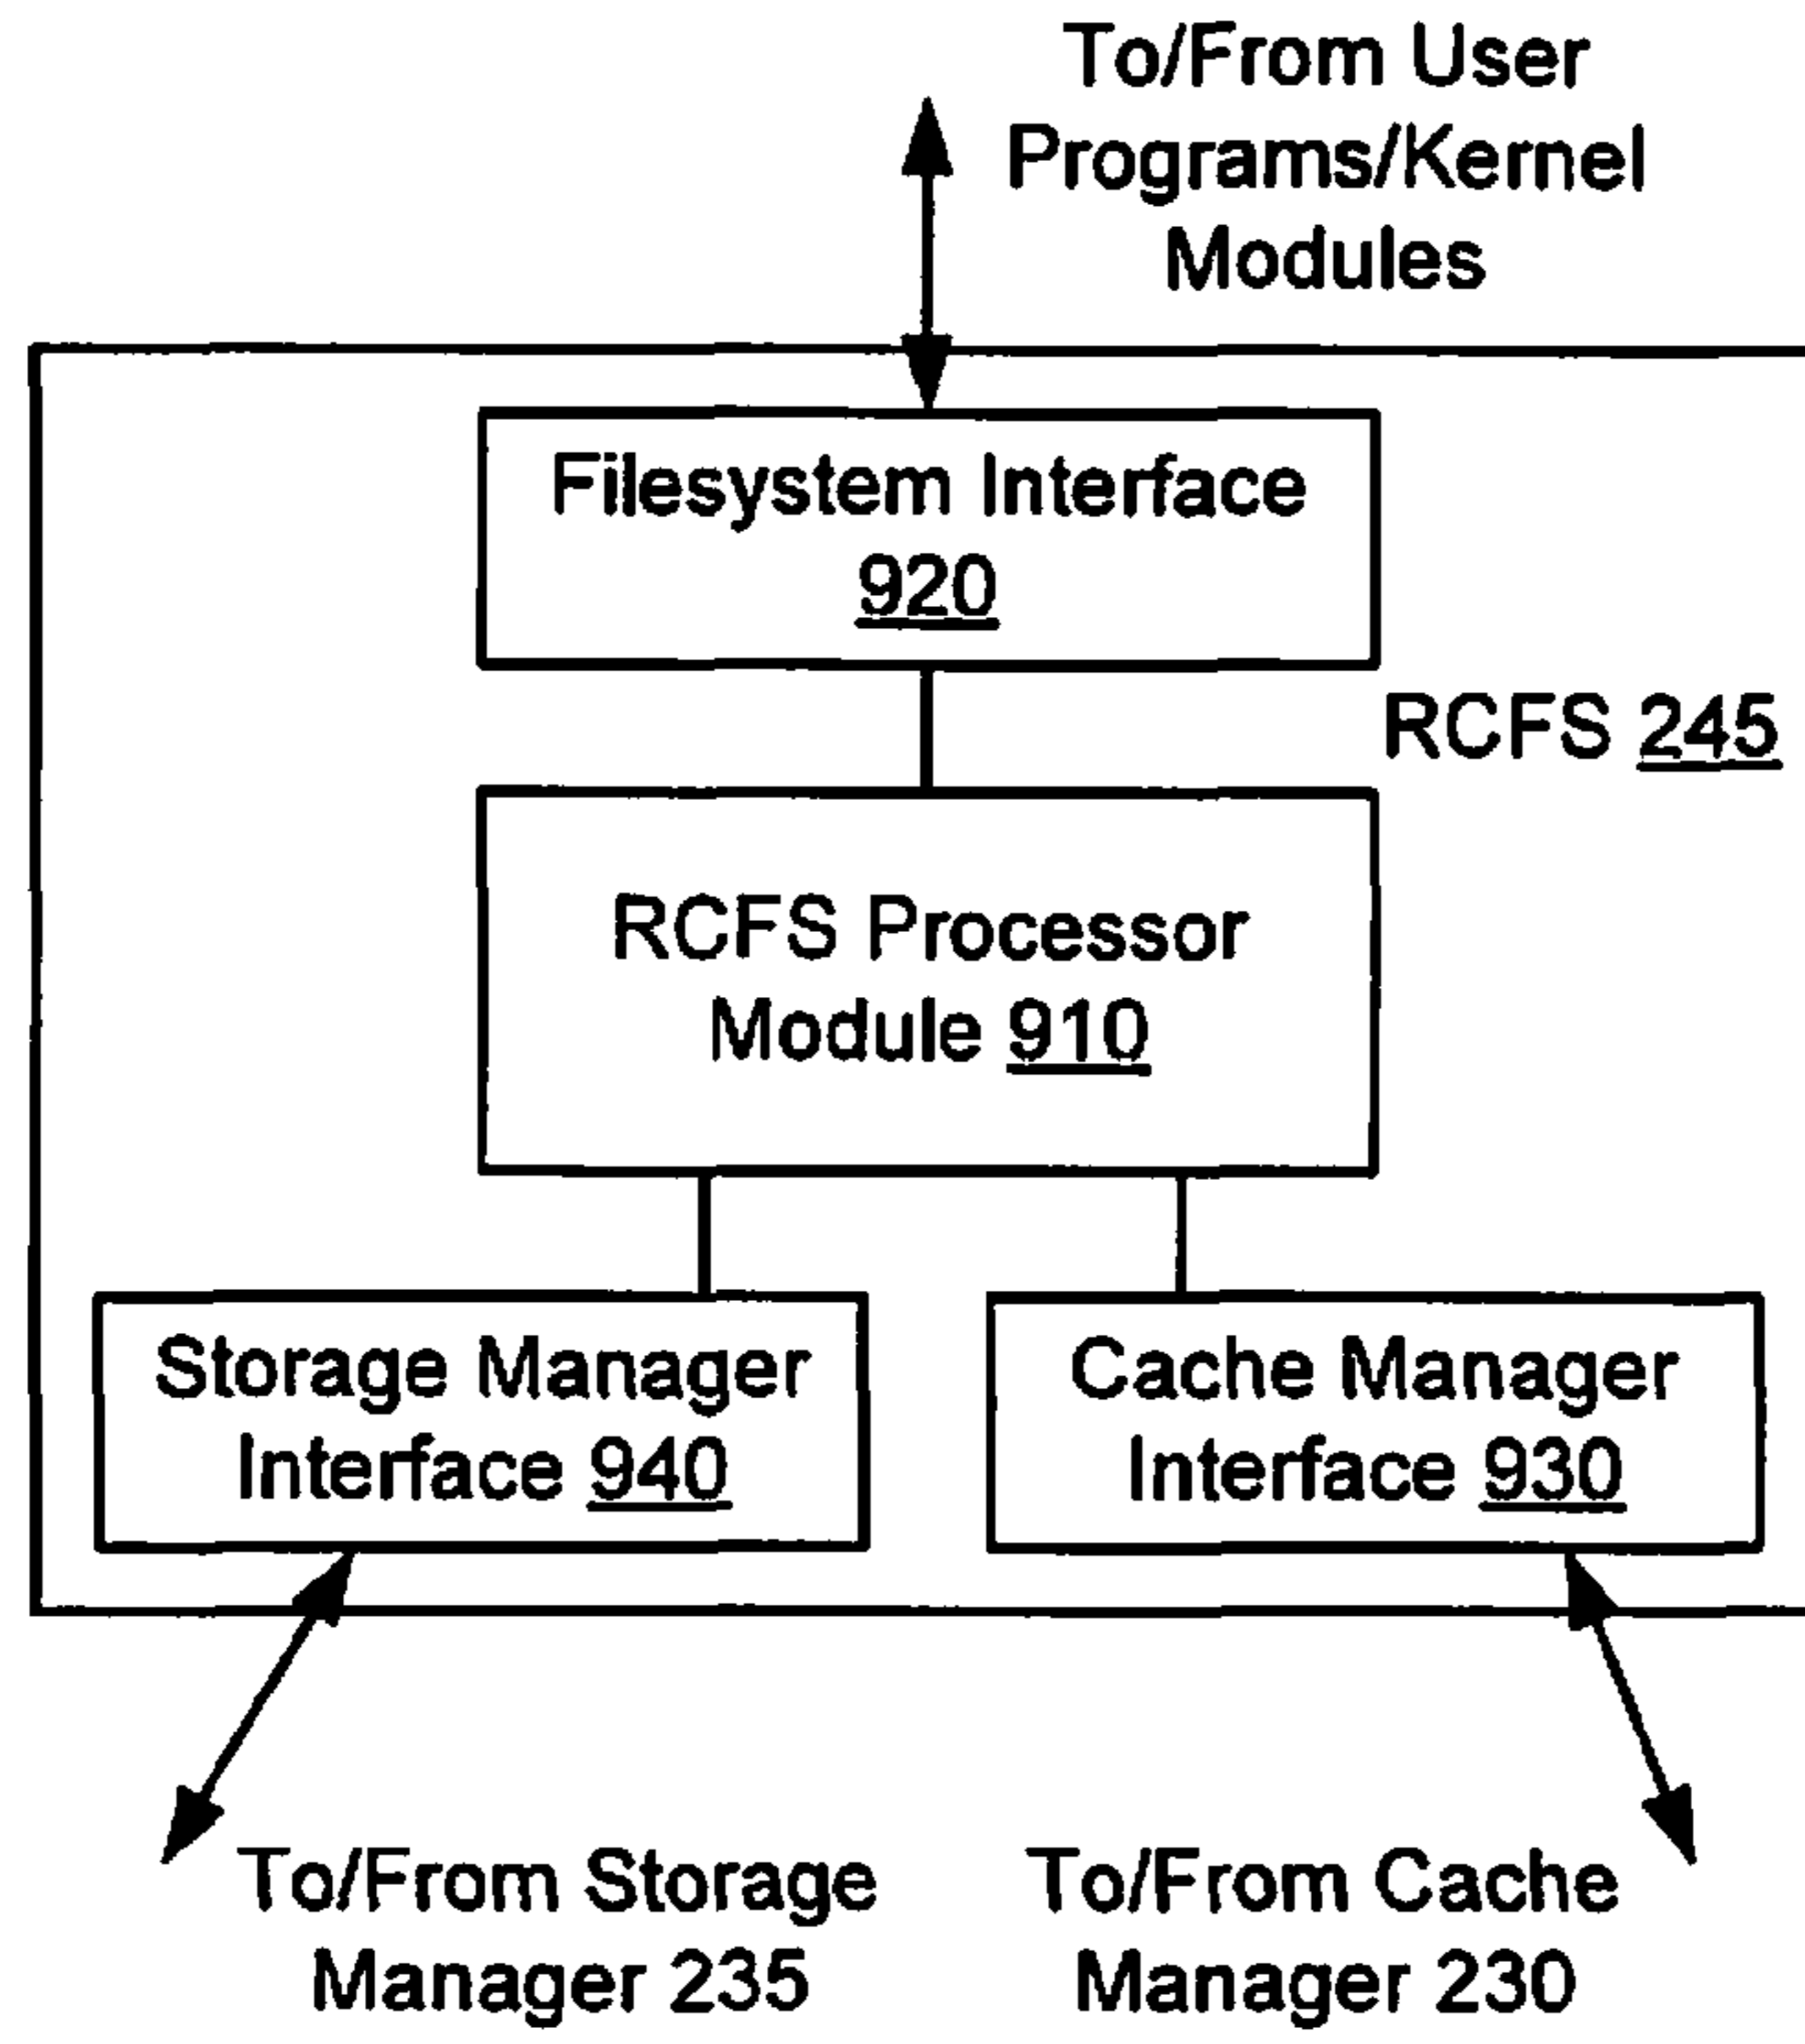 To/From User
Programs/Kernel
Modules
Filesystem Interface
920
RCFS 245
RCFS Processor
Module 910
Storage Manager
Interface 940
Cache Manager
Interface 930
To/From Storage
Manager 235
To/From Cache
Manager 230